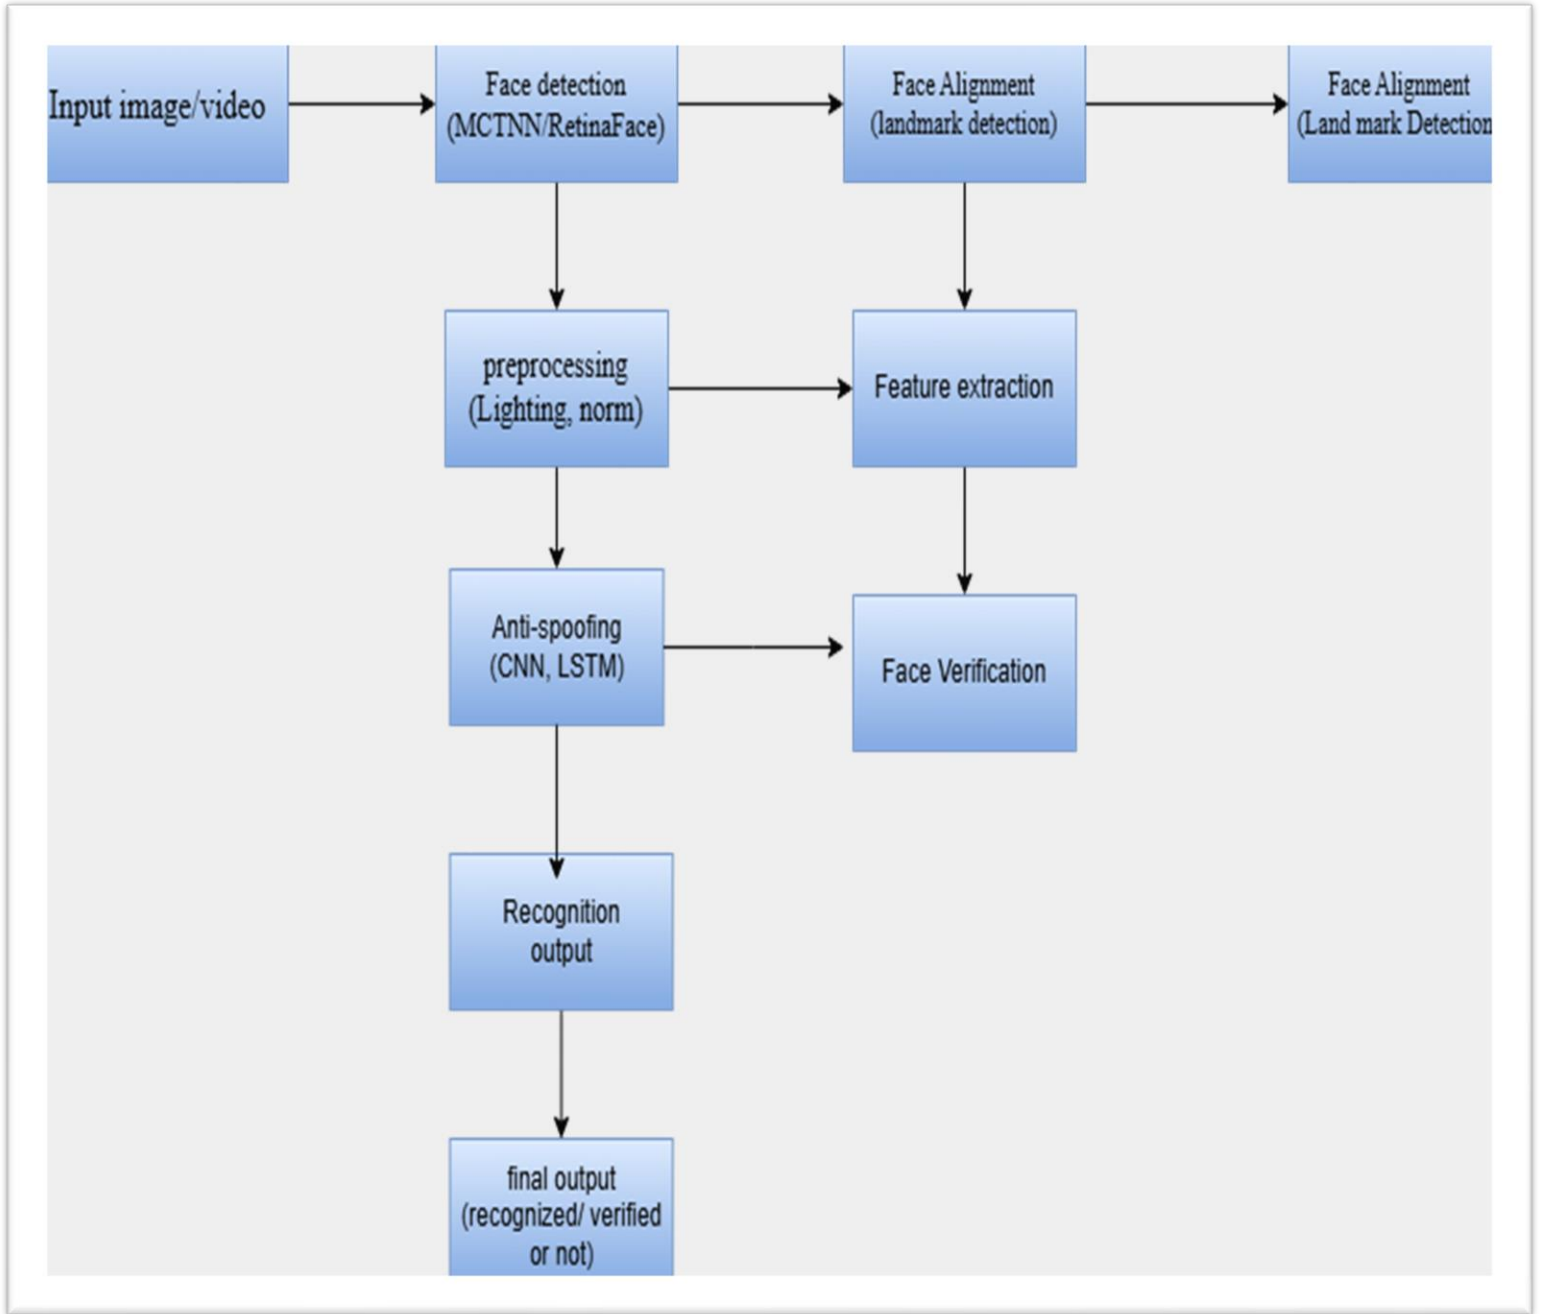 Input image/video
Face detection
(MCTNN/RetinaFace)
Face Alignment
(landmark detection)
Face Alignment
(Land mark Detection
preprocessing
(Lighting, norm)
Feature extraction
Anti-spoofing
(CNN, LSTM)
Face Verification
Recognition
output
final output
(recognized/ verified
or not)